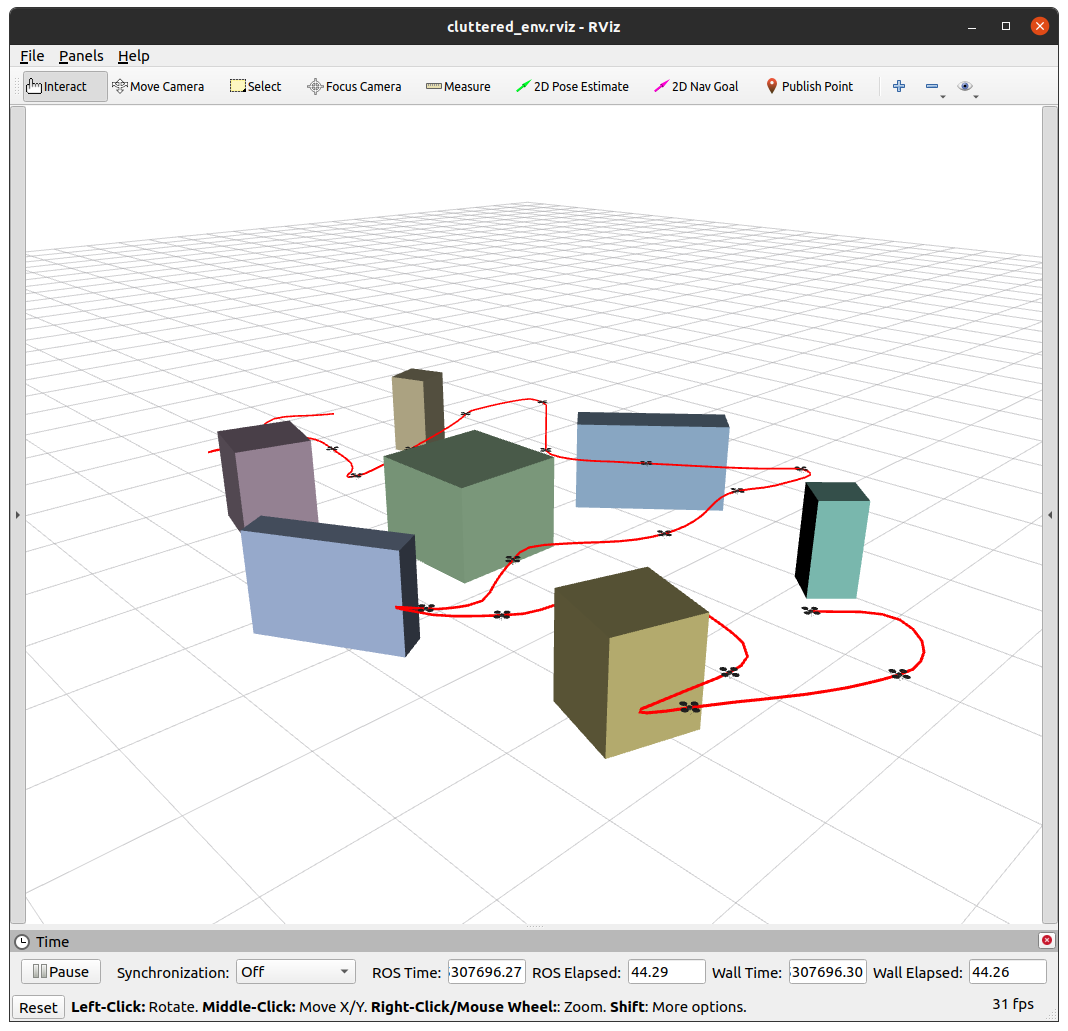 cluttered_env.rviz - RViz
File Panels Help
Interact Move Camera Select Focus Camera Measure 2D Pose Estimate 2D Nav Goal Publish Point
Time
Pause Synchronization: Off ROS Time: 307696.27 ROS Elapsed: 44.29 Wall Time: 307696.30 Wall Elapsed: 44.26
Reset Left-Click: Rotate. Middle-Click: Move X/Y. Right-Click/Mouse Wheel:: Zoom. Shift: More options. 31 fps